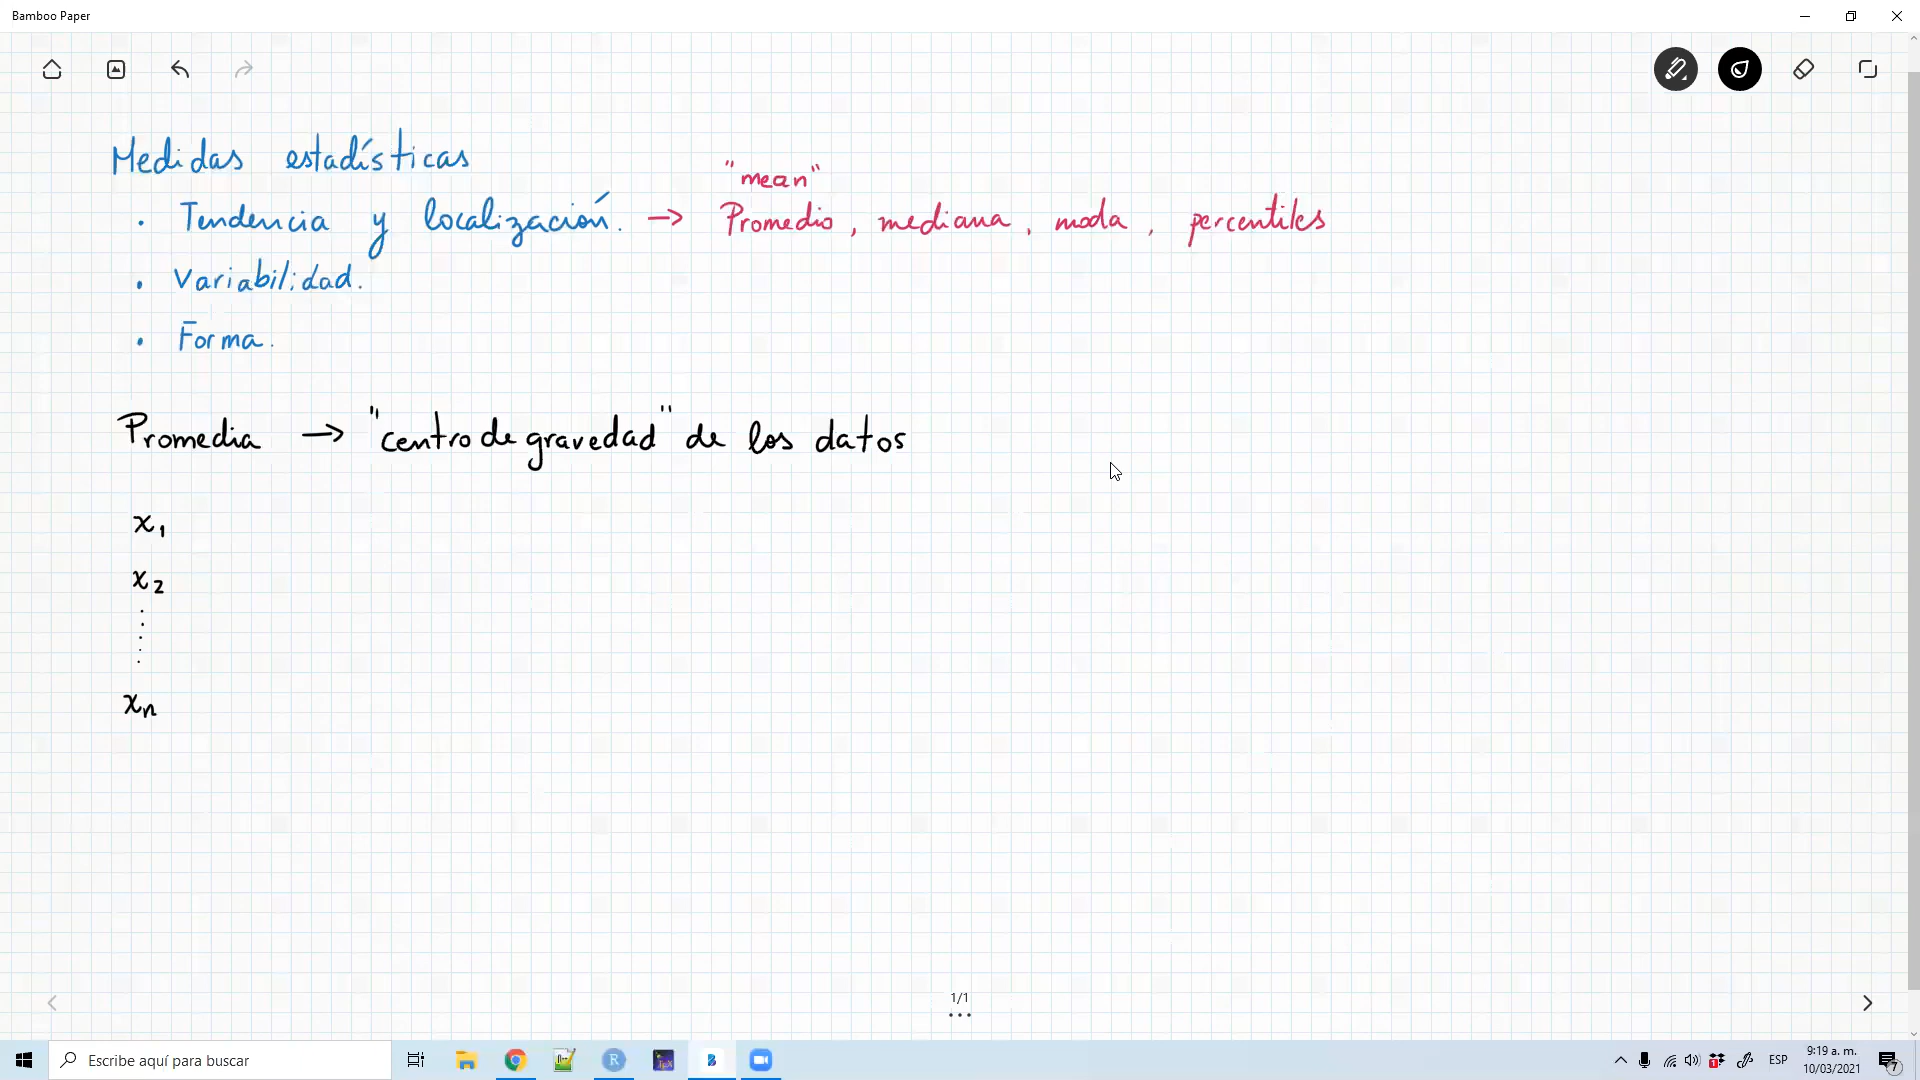 Bamboo Paper
Medidas estadísticas
"mean"
• Tendencia y localización. → Promedio, mediana, moda, percentiles
• Variabilidad.
• Forma.
Promedia → "centro de gravedad" de los datos
x₁
x₂
xₙ
1/1
Escribe aquí para buscar
ESP
9:19 a. m.
10/03/2021
7